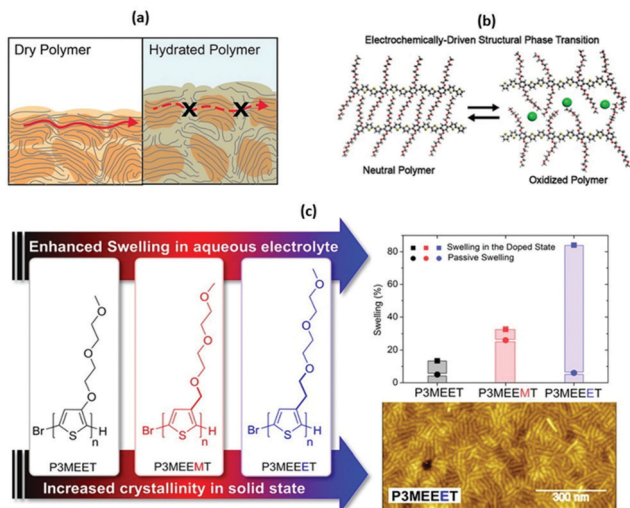 (a)
Dry Polymer
Hydrated Polymer
X
X
(b)
Electrochemically-Driven Structural Phase Transition
Neutral Polymer
Oxidized Polymer
(c)
Enhanced Swelling in aqueous electrolyte
O
O
O
O
Br
S
H
n
P3MEET
O
O
O
O
Br
S
H
n
P3MEEMT
O
O
O
Br
S
H
n
P3MEEET
Increased crystallinity in solid state
Swelling (%)
80
60
40
20
0
Swelling in the Doped State
Passive Swelling
P3MEET
P3MEEMT
P3MEEET
P3MEEET
300 nm